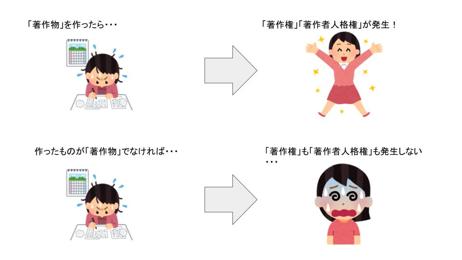 「著作物」を作ったら・・・
「著作権」「著作者人格権」が発生！
作ったものが「著作物」でなければ・・・
「著作権」も「著作者人格権」も発生しない
・・・